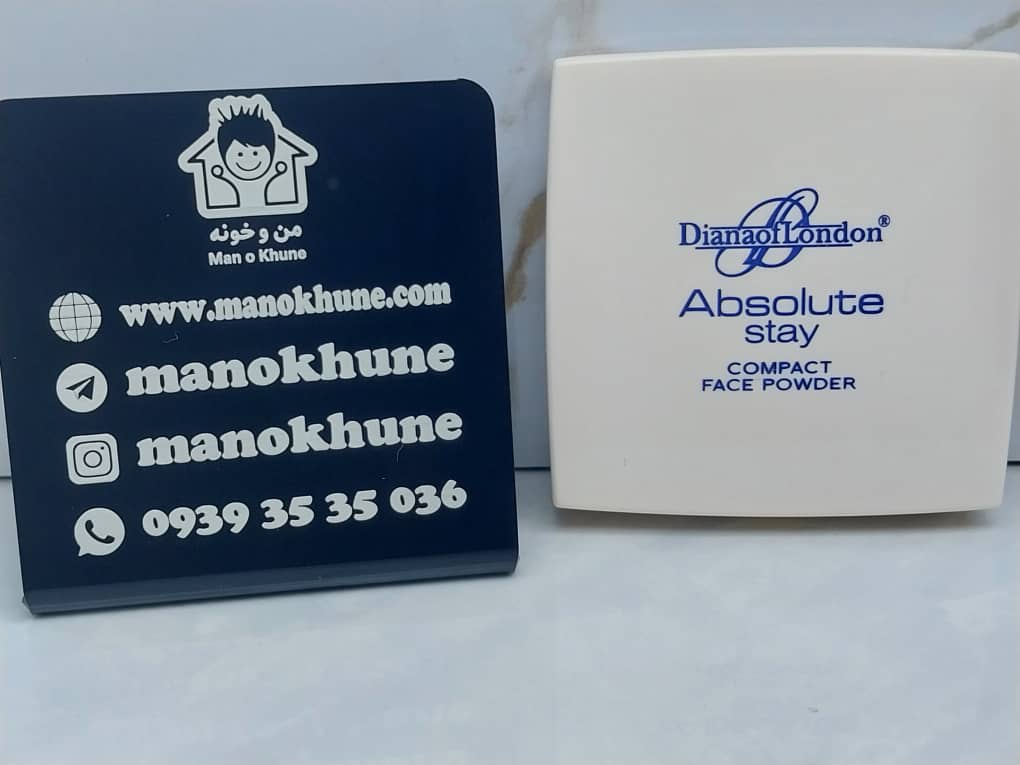 من و خونه
Man o Khune
www.manokhune.com
manokhune
manokhune
0939 35 35 036
DianaofLondon®
Absolute
stay
COMPACT
FACE POWDER